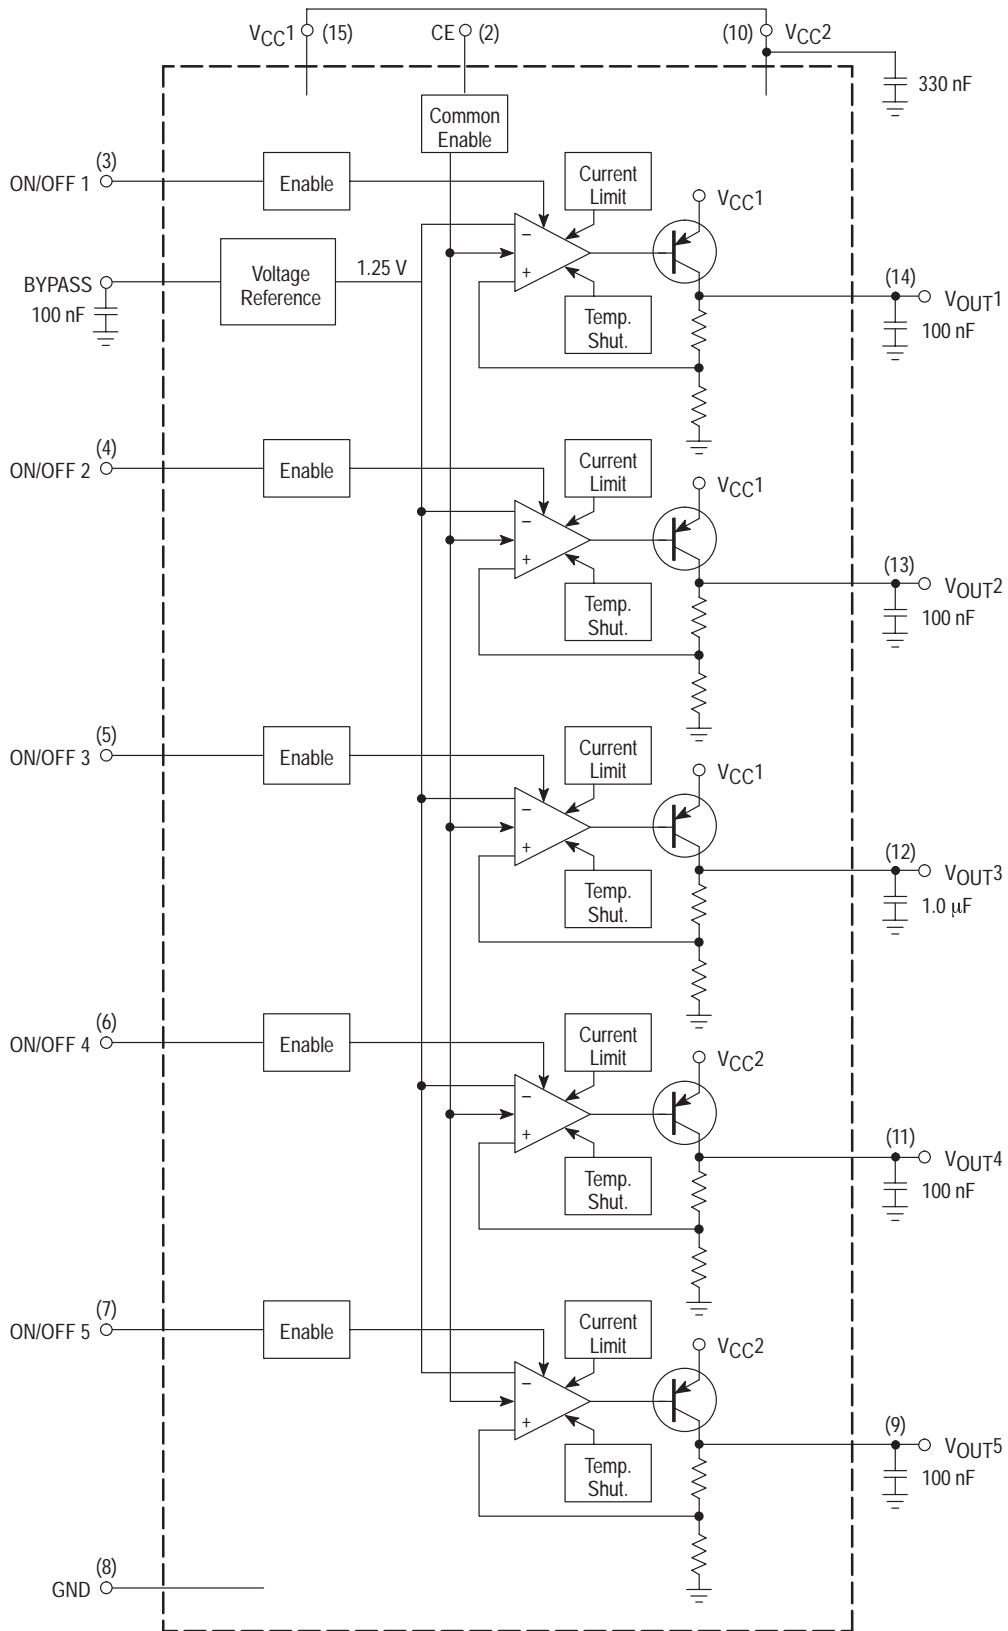 VCC1 (15) CE (2) (10) VCC2
330 nF
Common
Enable
(3)
ON/OFF 1
Enable
Current
Limit
VCC1
−
+
BYPASS
100 nF
Voltage
Reference
1.25 V
Temp.
Shut.
(14)
VOUT1
100 nF
(4)
ON/OFF 2
Enable
Current
Limit
VCC1
−
+
Temp.
Shut.
(13)
VOUT2
100 nF
(5)
ON/OFF 3
Enable
Current
Limit
VCC1
−
+
Temp.
Shut.
(12)
VOUT3
1.0 μF
(6)
ON/OFF 4
Enable
Current
Limit
VCC2
−
+
Temp.
Shut.
(11)
VOUT4
100 nF
(7)
ON/OFF 5
Enable
Current
Limit
VCC2
−
+
Temp.
Shut.
(9)
VOUT5
100 nF
(8)
GND